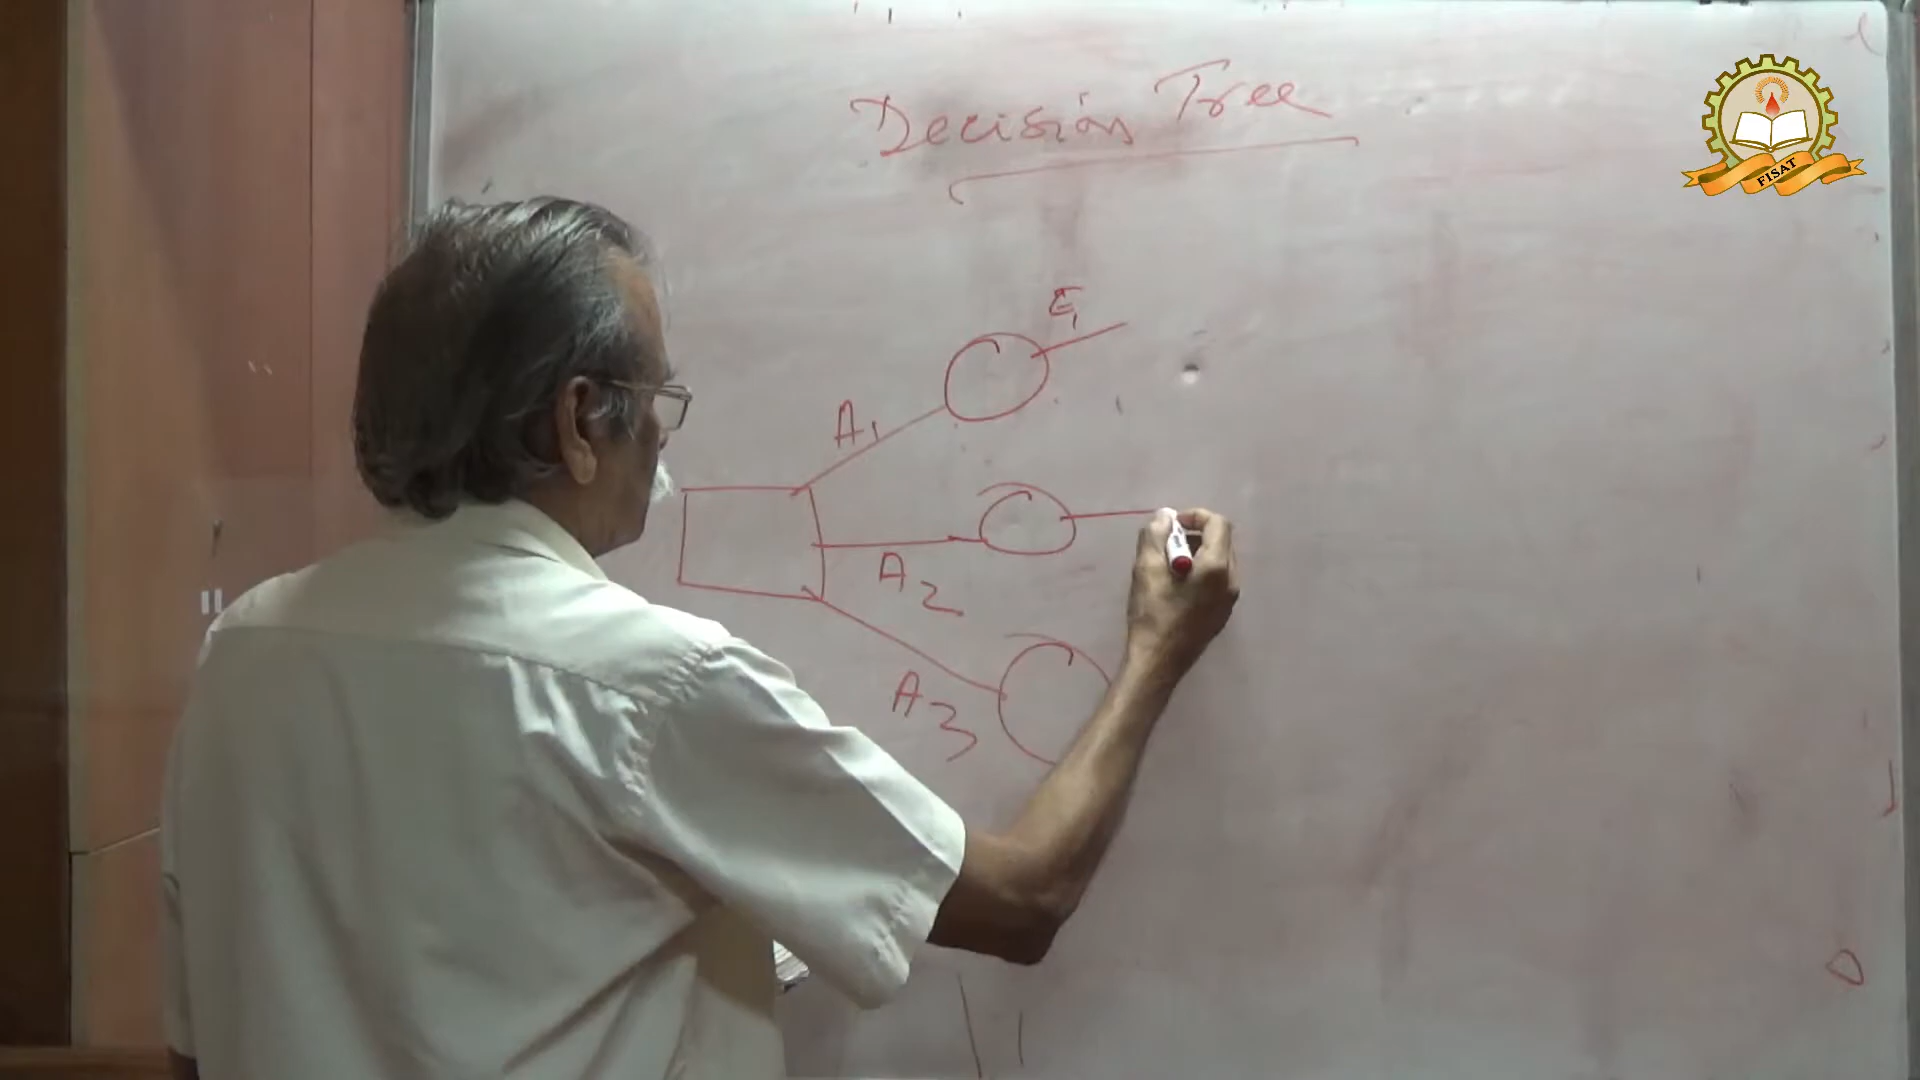 Decision Tree
E1
A1
A2
A3
FISAT